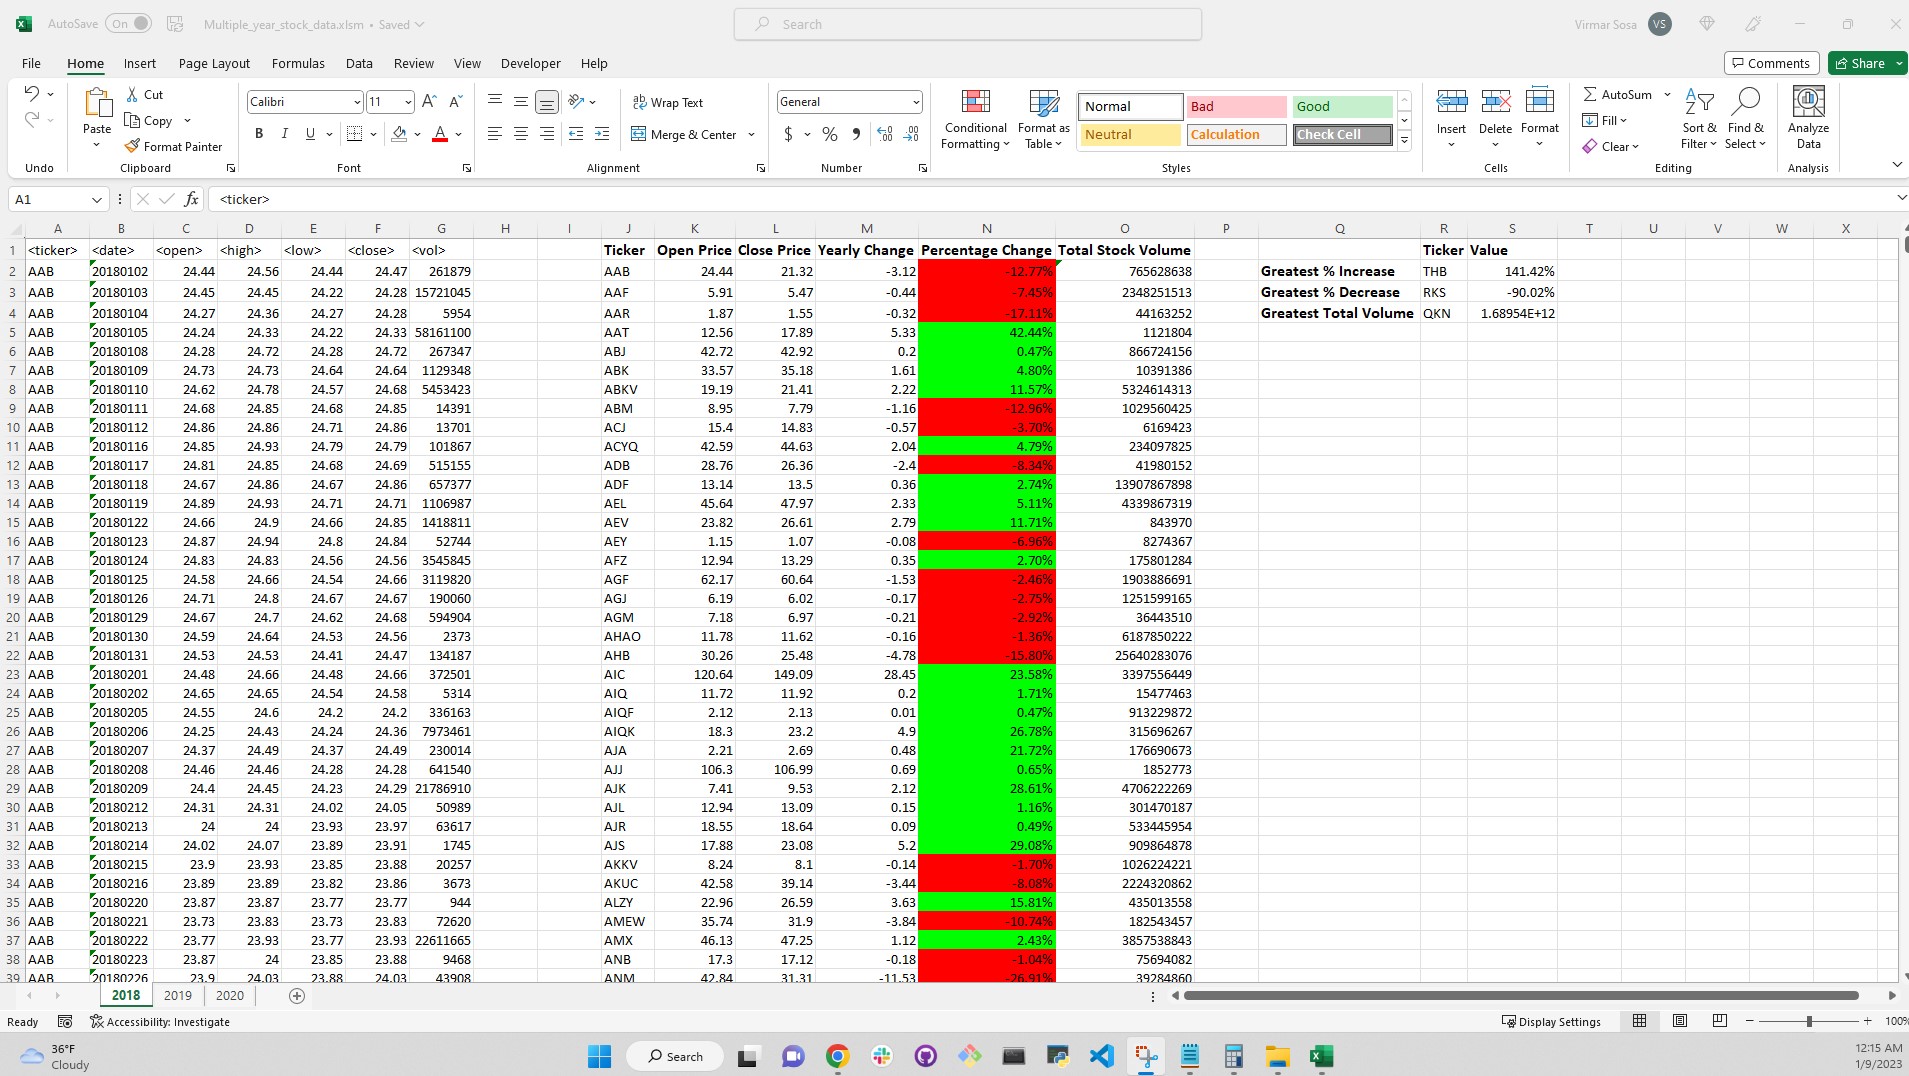 AutoSave On Multiple_year_stock_data.xlsm • Saved Search Virmar Sosa VS
File Home Insert Page Layout Formulas Data Review View Developer Help Comments Share
Undo
Paste Cut Copy Format Painter Clipboard
Calibri 11 B I U A Font
Wrap Text Merge & Center Alignment
General $ % Number
Conditional Formatting Format as Table
Normal Bad Good
Neutral Calculation Check Cell
Styles
Insert Delete Format Cells
AutoSum Fill Clear Sort & Filter Find & Select Editing
Analyze Data Analysis
A1 fx <ticker>
A B C D E F G H I J K L M N O P Q R S T U V W X
1 <ticker> <date> <open> <high> <low> <close> <vol> Ticker Open Price Close Price Yearly Change Percentage Change Total Stock Volume Ticker Value
2 AAB 20180102 24.44 24.56 24.44 24.47 261879 AAB 24.44 21.32 -3.12 -12.77% 765628638 Greatest % Increase THB 141.42%
3 AAB 20180103 24.45 24.45 24.22 24.28 15721045 AAF 5.91 5.47 -0.44 -7.45% 2348251513 Greatest % Decrease RKS -90.02%
4 AAB 20180104 24.27 24.36 24.27 24.28 5954 AAR 1.87 1.55 -0.32 -17.11% 44163252 Greatest Total Volume QKN 1.68954E+12
5 AAB 20180105 24.24 24.33 24.22 24.33 58161100 AAT 12.56 17.89 5.33 42.44% 1121804
6 AAB 20180108 24.28 24.72 24.28 24.72 267347 ABJ 42.72 42.92 0.2 0.47% 866724156
7 AAB 20180109 24.73 24.73 24.64 24.64 1129348 ABK 33.57 35.18 1.61 4.80% 10391386
8 AAB 20180110 24.62 24.78 24.57 24.68 5453423 ABKV 19.19 21.41 2.22 11.57% 5324614313
9 AAB 20180111 24.68 24.85 24.68 24.85 14391 ABM 8.95 7.79 -1.16 -12.96% 1029560425
10 AAB 20180112 24.86 24.86 24.71 24.86 13701 ACJ 15.4 14.83 -0.57 -3.70% 6169423
11 AAB 20180116 24.85 24.93 24.79 24.79 101867 ACYQ 42.59 44.63 2.04 4.79% 234097825
12 AAB 20180117 24.81 24.85 24.68 24.69 515155 ADB 28.76 26.36 -2.4 -8.34% 41980152
13 AAB 20180118 24.67 24.86 24.67 24.86 657377 ADF 13.14 13.5 0.36 2.74% 13907867898
14 AAB 20180119 24.89 24.93 24.71 24.71 1106987 AEL 45.64 47.97 2.33 5.11% 4339867319
15 AAB 20180122 24.66 24.9 24.66 24.85 1418811 AEV 23.82 26.61 2.79 11.71% 843970
16 AAB 20180123 24.87 24.94 24.8 24.84 52744 AEY 1.15 1.07 -0.08 -6.96% 8274367
17 AAB 20180124 24.83 24.83 24.56 24.56 3545845 AFZ 12.94 13.29 0.35 2.70% 175801284
18 AAB 20180125 24.58 24.66 24.54 24.66 3119820 AGF 62.17 60.64 -1.53 -2.46% 1903886691
19 AAB 20180126 24.71 24.8 24.67 24.67 190060 AGJ 6.19 6.02 -0.17 -2.75% 1251599165
20 AAB 20180129 24.67 24.7 24.62 24.68 594904 AGM 7.18 6.97 -0.21 -2.92% 36443510
21 AAB 20180130 24.59 24.64 24.53 24.56 2373 AHAO 11.78 11.62 -0.16 -1.36% 6187850222
22 AAB 20180131 24.53 24.53 24.41 24.47 134187 AHB 30.26 25.48 -4.78 -15.80% 25640283076
23 AAB 20180201 24.48 24.66 24.48 24.66 372501 AIC 120.64 149.09 28.45 23.58% 3397556449
24 AAB 20180202 24.65 24.65 24.54 24.58 5314 AIQ 11.72 11.92 0.2 1.71% 15477463
25 AAB 20180205 24.55 24.6 24.2 24.2 336163 AIQF 2.12 2.13 0.01 0.47% 913229872
26 AAB 20180206 24.25 24.43 24.24 24.36 7973461 AIQK 18.3 23.2 4.9 26.78% 315696267
27 AAB 20180207 24.37 24.49 24.37 24.49 230014 AJA 2.21 2.69 0.48 21.72% 176690673
28 AAB 20180208 24.46 24.46 24.28 24.28 641540 AJJ 106.3 106.99 0.69 0.65% 1852773
29 AAB 20180209 24.4 24.45 24.23 24.29 21786910 AJK 7.41 9.53 2.12 28.61% 4706222269
30 AAB 20180212 24.31 24.31 24.02 24.05 50989 AJL 12.94 13.09 0.15 1.16% 301470187
31 AAB 20180213 24 24 23.93 23.97 63617 AJR 18.55 18.64 0.09 0.49% 533445954
32 AAB 20180214 24.02 24.07 23.89 23.91 1745 AJS 17.88 23.08 5.2 29.08% 909864878
33 AAB 20180215 23.9 23.93 23.85 23.88 20257 AKKV 8.24 8.1 -0.14 -1.70% 1026224221
34 AAB 20180216 23.89 23.89 23.82 23.86 3673 AKUC 42.58 39.14 -3.44 -8.08% 2224320862
35 AAB 20180220 23.87 23.87 23.77 23.77 944 ALZY 22.96 26.59 3.63 15.81% 435013558
36 AAB 20180221 23.73 23.83 23.73 23.83 72620 AMEW 35.74 31.9 -3.84 -10.74% 182543457
37 AAB 20180222 23.77 23.93 23.77 23.93 22611665 AMX 46.13 47.25 1.12 2.43% 3857538843
38 AAB 20180223 23.87 24 23.85 23.88 9468 ANB 17.3 17.12 -0.18 -1.04% 75694082
39 AAB 20180226 23.9 24.03 23.88 24.03 43908 ANM 42.84 31.31 -11.53 -26.91% 39284860
2018 2019 2020
Ready Accessibility: Investigate Display Settings 100%
36°F Cloudy Search 12:15 AM 1/9/2023